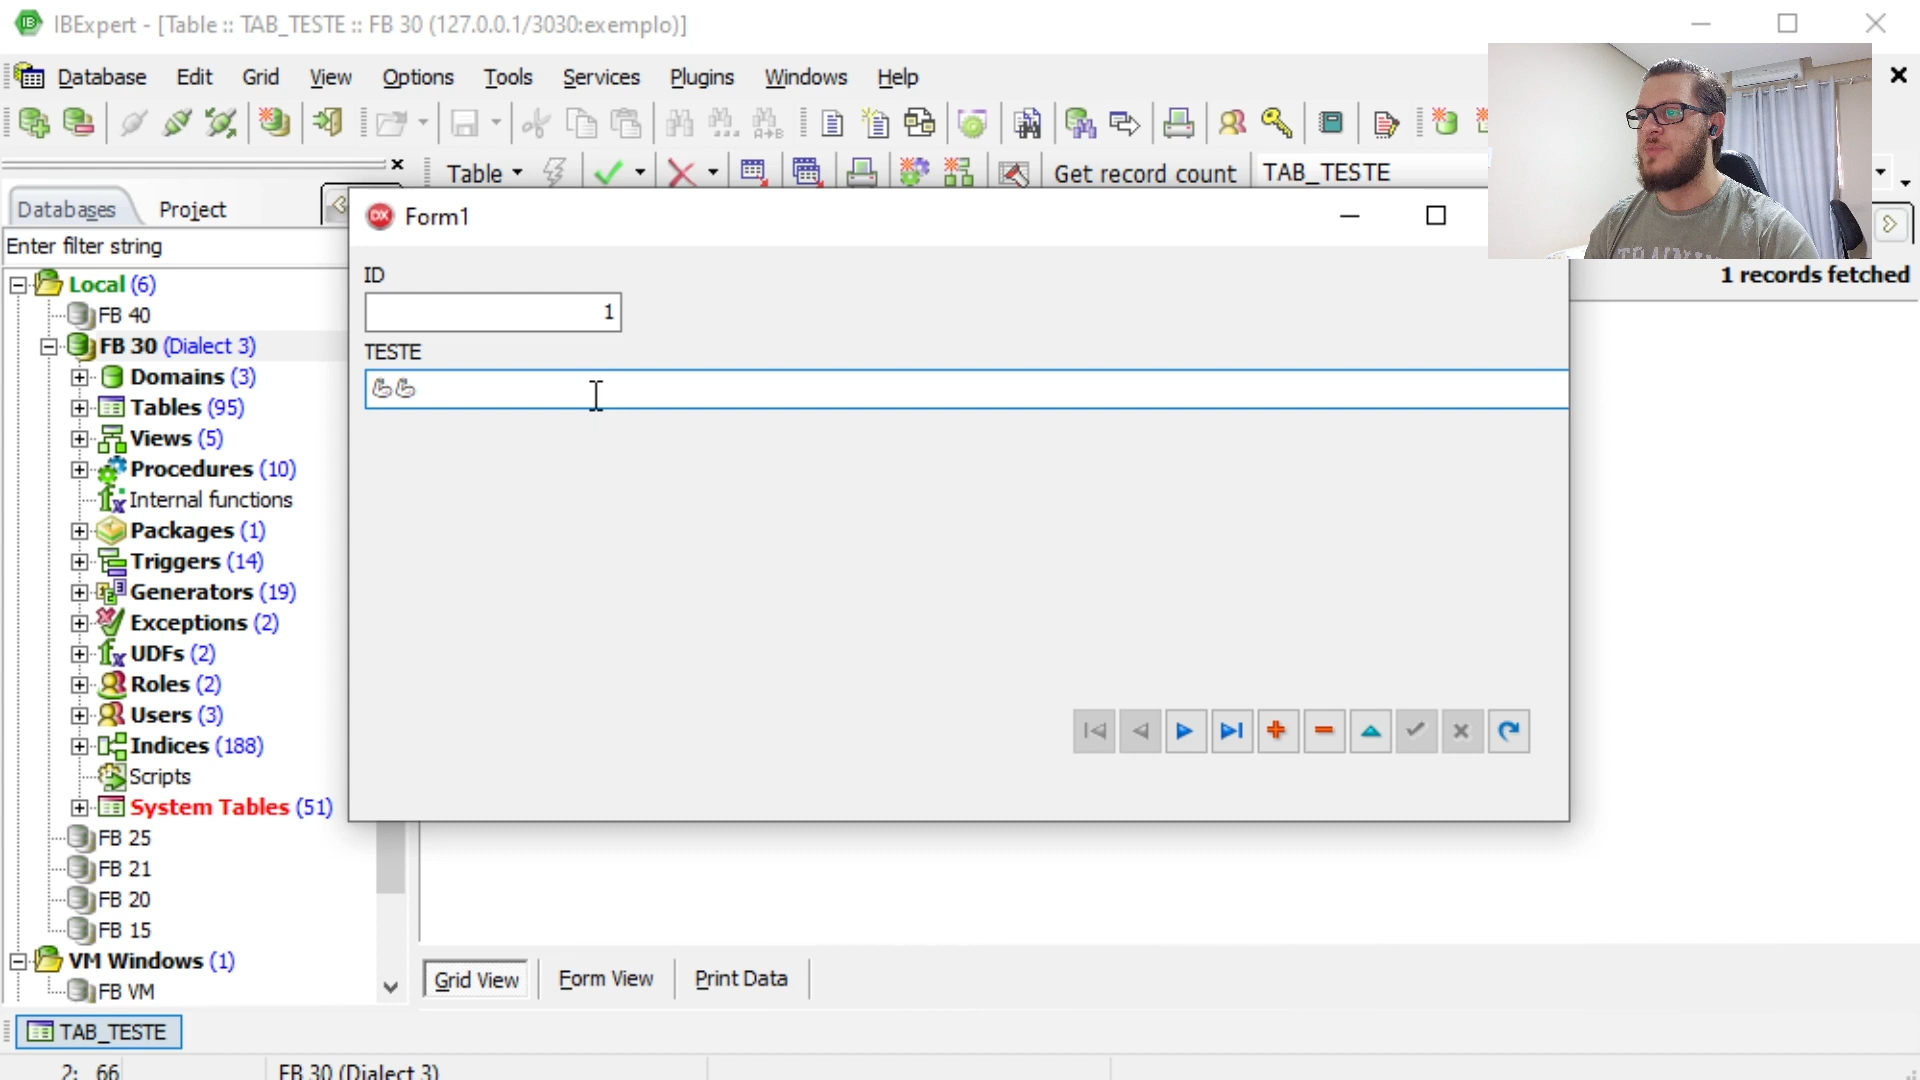 IBExpert - [Table :: TAB_TESTE :: FB 30 (127.0.0.1/3030:exemplo)]
Database Edit Grid View Options Tools Services Plugins Windows Help
Table Get record count TAB_TESTE
Databases Project
Enter filter string
1 records fetched
Local (6)
FB 40
FB 30 (Dialect 3)
Domains (3)
Tables (95)
Views (5)
Procedures (10)
Internal functions
Packages (1)
Triggers (14)
Generators (19)
Exceptions (2)
UDFs (2)
Roles (2)
Users (3)
Indices (188)
Scripts
System Tables (51)
FB 25
FB 21
FB 20
FB 15
VM Windows (1)
FB VM
DX Form1
ID
1
TESTE
💪💪
Grid View Form View Print Data
TAB_TESTE
2: 66 FB 30 (Dialect 3)